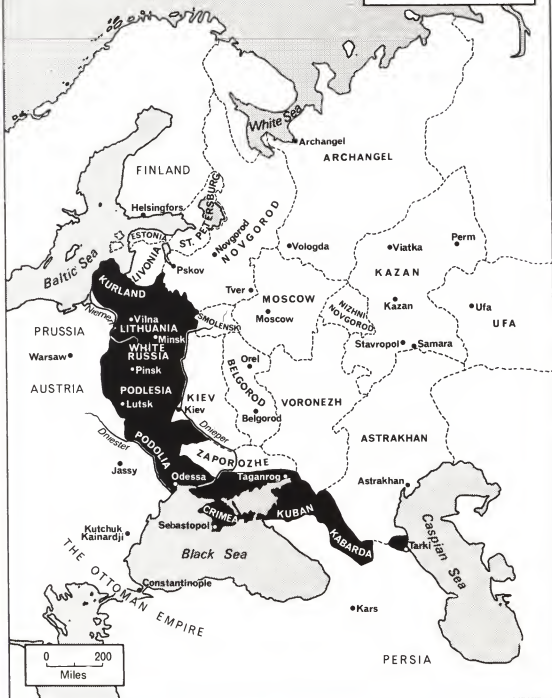 White Sea
Archangel
ARCHANGEL
FINLAND
Helsingfors
ST. PETERSBURG
Novgorod
NOVGOROD
Vologda
Viatka
Perm
Baltic Sea
ESTONIA
LIVONIA
Pskov
KAZAN
Kazan
KURLAND
Tver
MOSCOW
Moscow
NIZHNI
NOVGOROD
Ufa
UFA
Nieme
Vilna
LITHUANIA
SMOLENSK
PRUSSIA
Minsk
WHITE
RUSSIA
Stavropol
Samara
Warsaw
Pinsk
Orel
AUSTRIA
PODLESIA
KIEV
BELGOROD
VORONEZH
Lutsk
Kiev
Belgorod
Dnieper
ASTRAKHAN
Dniester
PODOLIA
ZAPOROZHE
Jassy
Odessa
Taganrog
Astrakhan
CRIMEA
KUBAN
Sebastopol
KABARDA
Caspian Sea
Kutchuk
Kainardji
Black Sea
Tarki
THE OTTOMAN EMPIRE
Constantinople
Kars
0 200
Miles
PERSIA